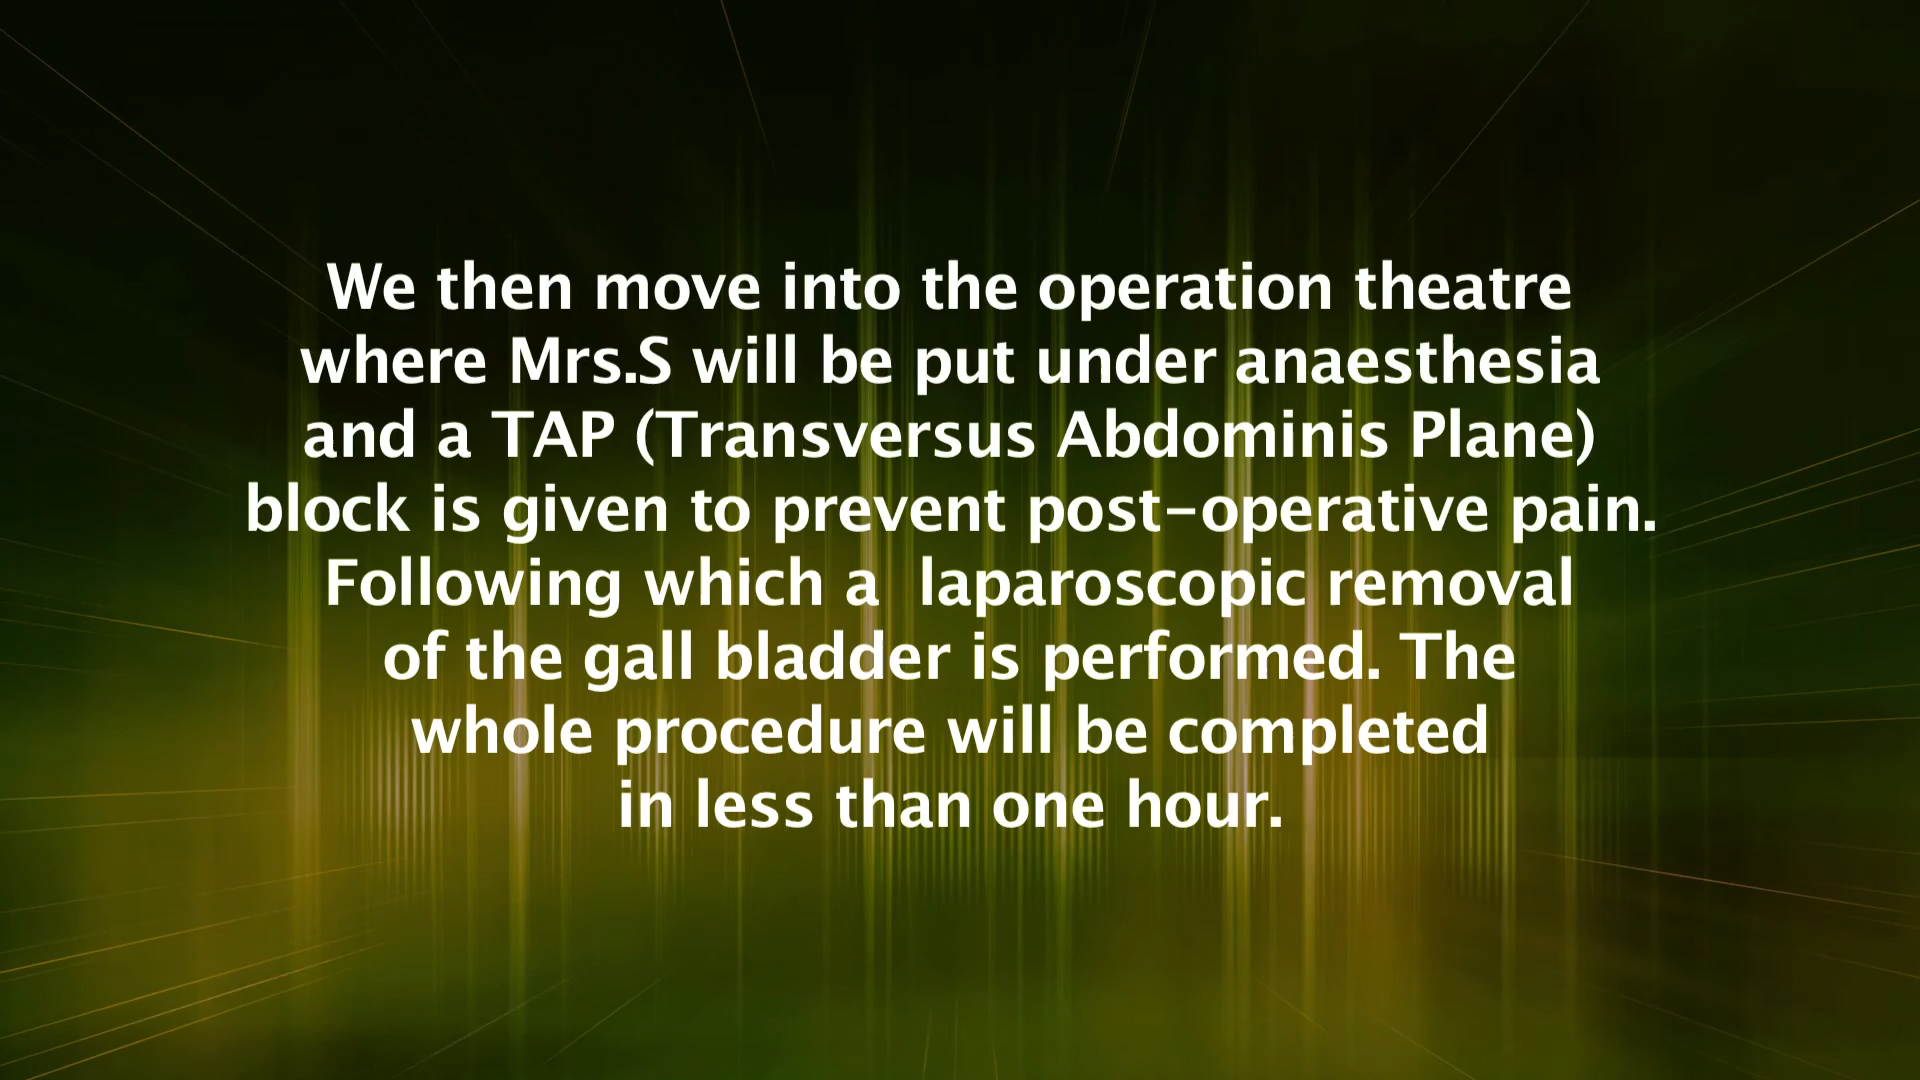 We then move into the operation theatre
where Mrs.S will be put under anaesthesia
and a TAP (Transversus Abdominis Plane)
block is given to prevent post-operative pain.
Following which a  laparoscopic removal
of the gall bladder is performed. The
whole procedure will be completed
in less than one hour.